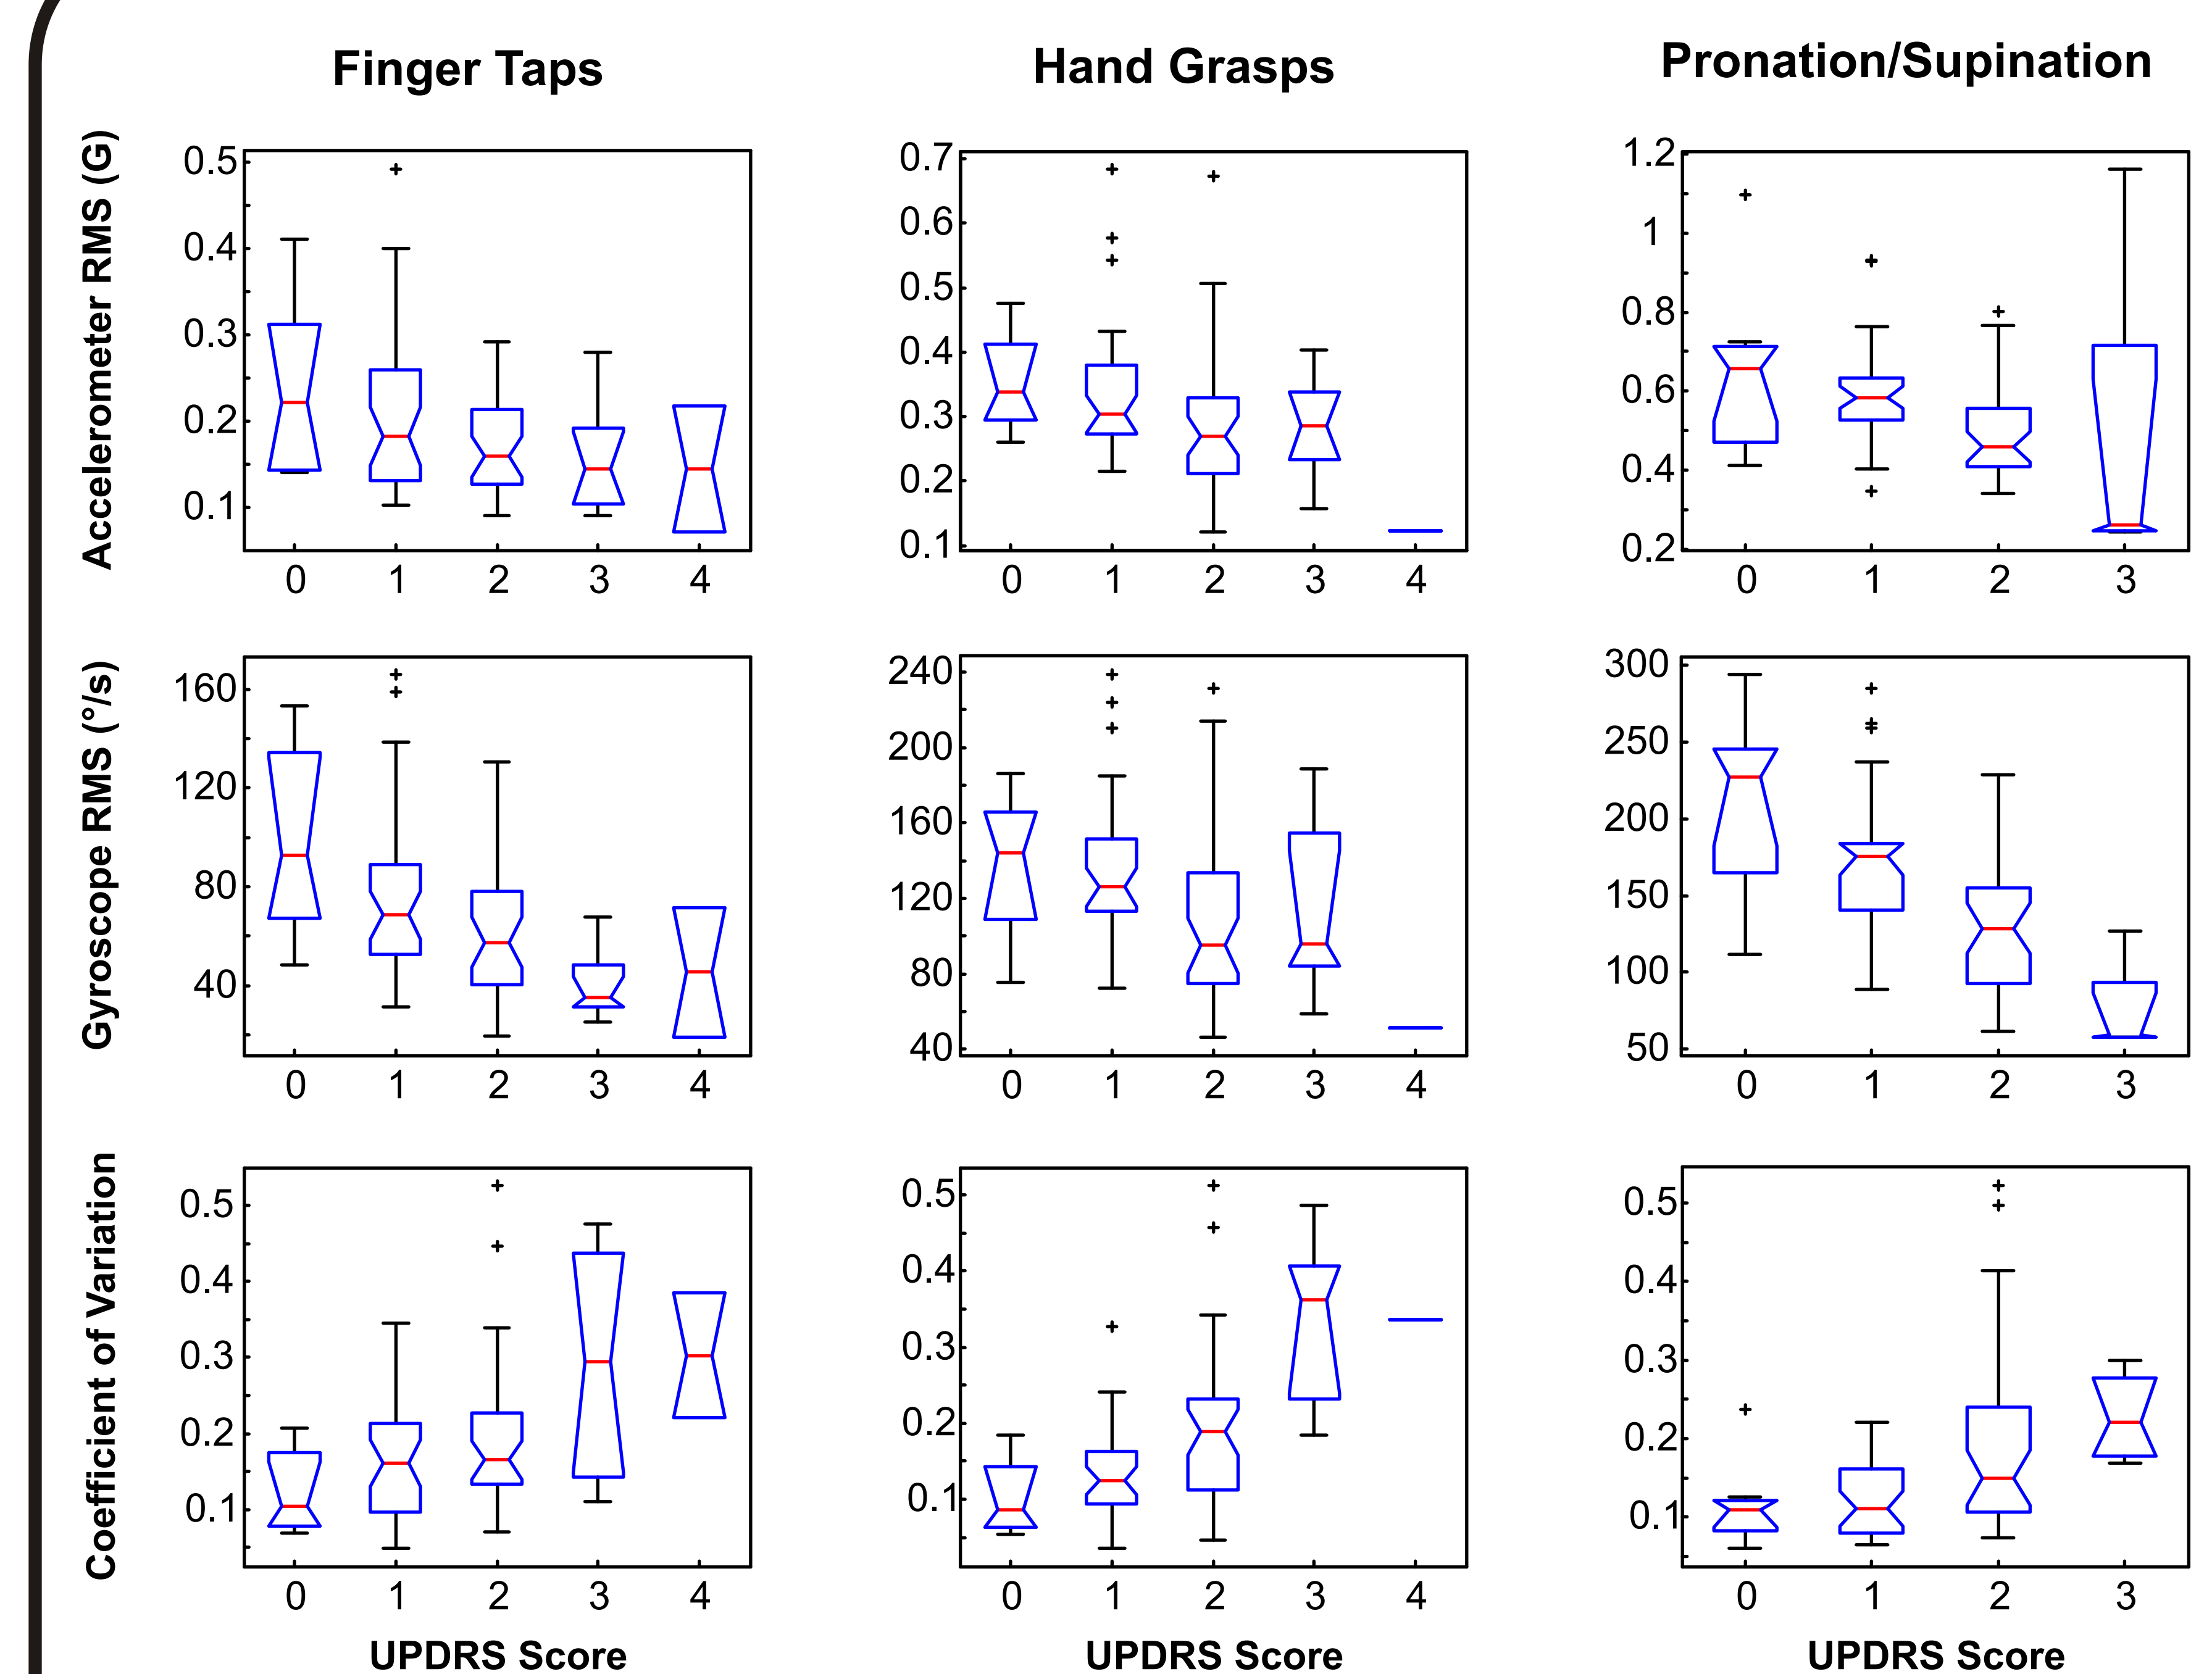 Finger Taps
Hand Grasps
Pronation/Supination
Accelerometer RMS (G)
0.5
0.4
0.3
0.2
0.1
0 1 2 3 4
0.7
0.6
0.5
0.4
0.3
0.2
0.1
0 1 2 3 4
1.2
1
0.8
0.6
0.4
0.2
0 1 2 3
Gyroscope RMS (°/s)
160
120
80
40
0 1 2 3 4
240
200
160
120
80
40
0 1 2 3 4
300
250
200
150
100
50
0 1 2 3
Coefficient of Variation
0.5
0.4
0.3
0.2
0.1
0 1 2 3 4
UPDRS Score
0.5
0.4
0.3
0.2
0.1
0 1 2 3 4
UPDRS Score
0.5
0.4
0.3
0.2
0.1
0 1 2 3
UPDRS Score